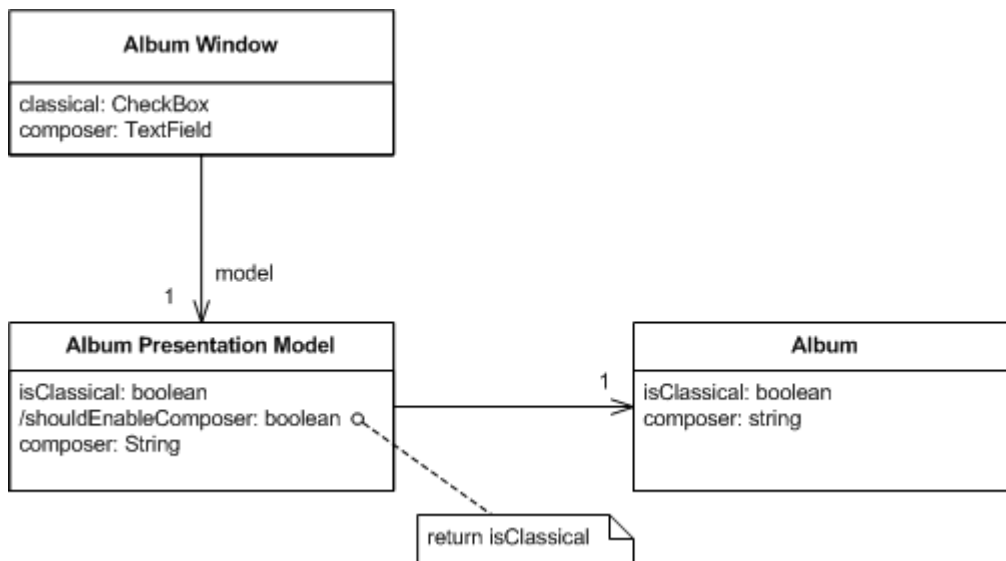 Album Window
classical: CheckBox
composer: TextField
model
1
Album Presentation Model
isClassical: boolean
/shouldEnableComposer: boolean
composer: String
1
Album
isClassical: boolean
composer: string
return isClassical